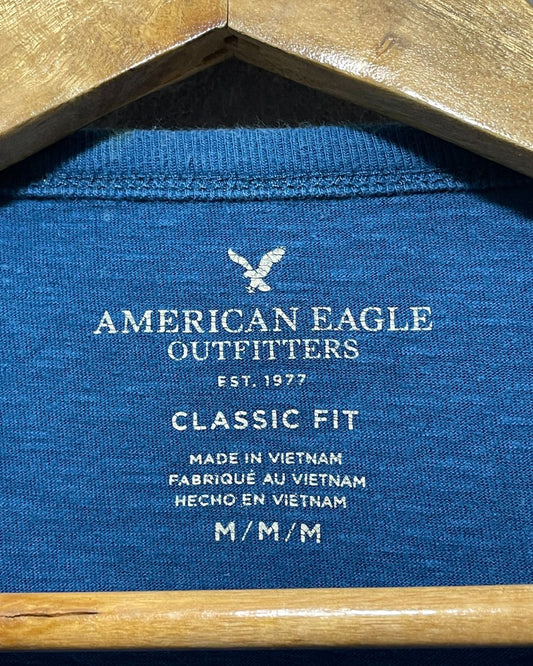 AMERICAN EAGLE
OUTFITTERS
EST. 1977
CLASSIC FIT
MADE IN VIETNAM
FABRIQUÉ AU VIETNAM
HECHO EN VIETNAM
M/M/M